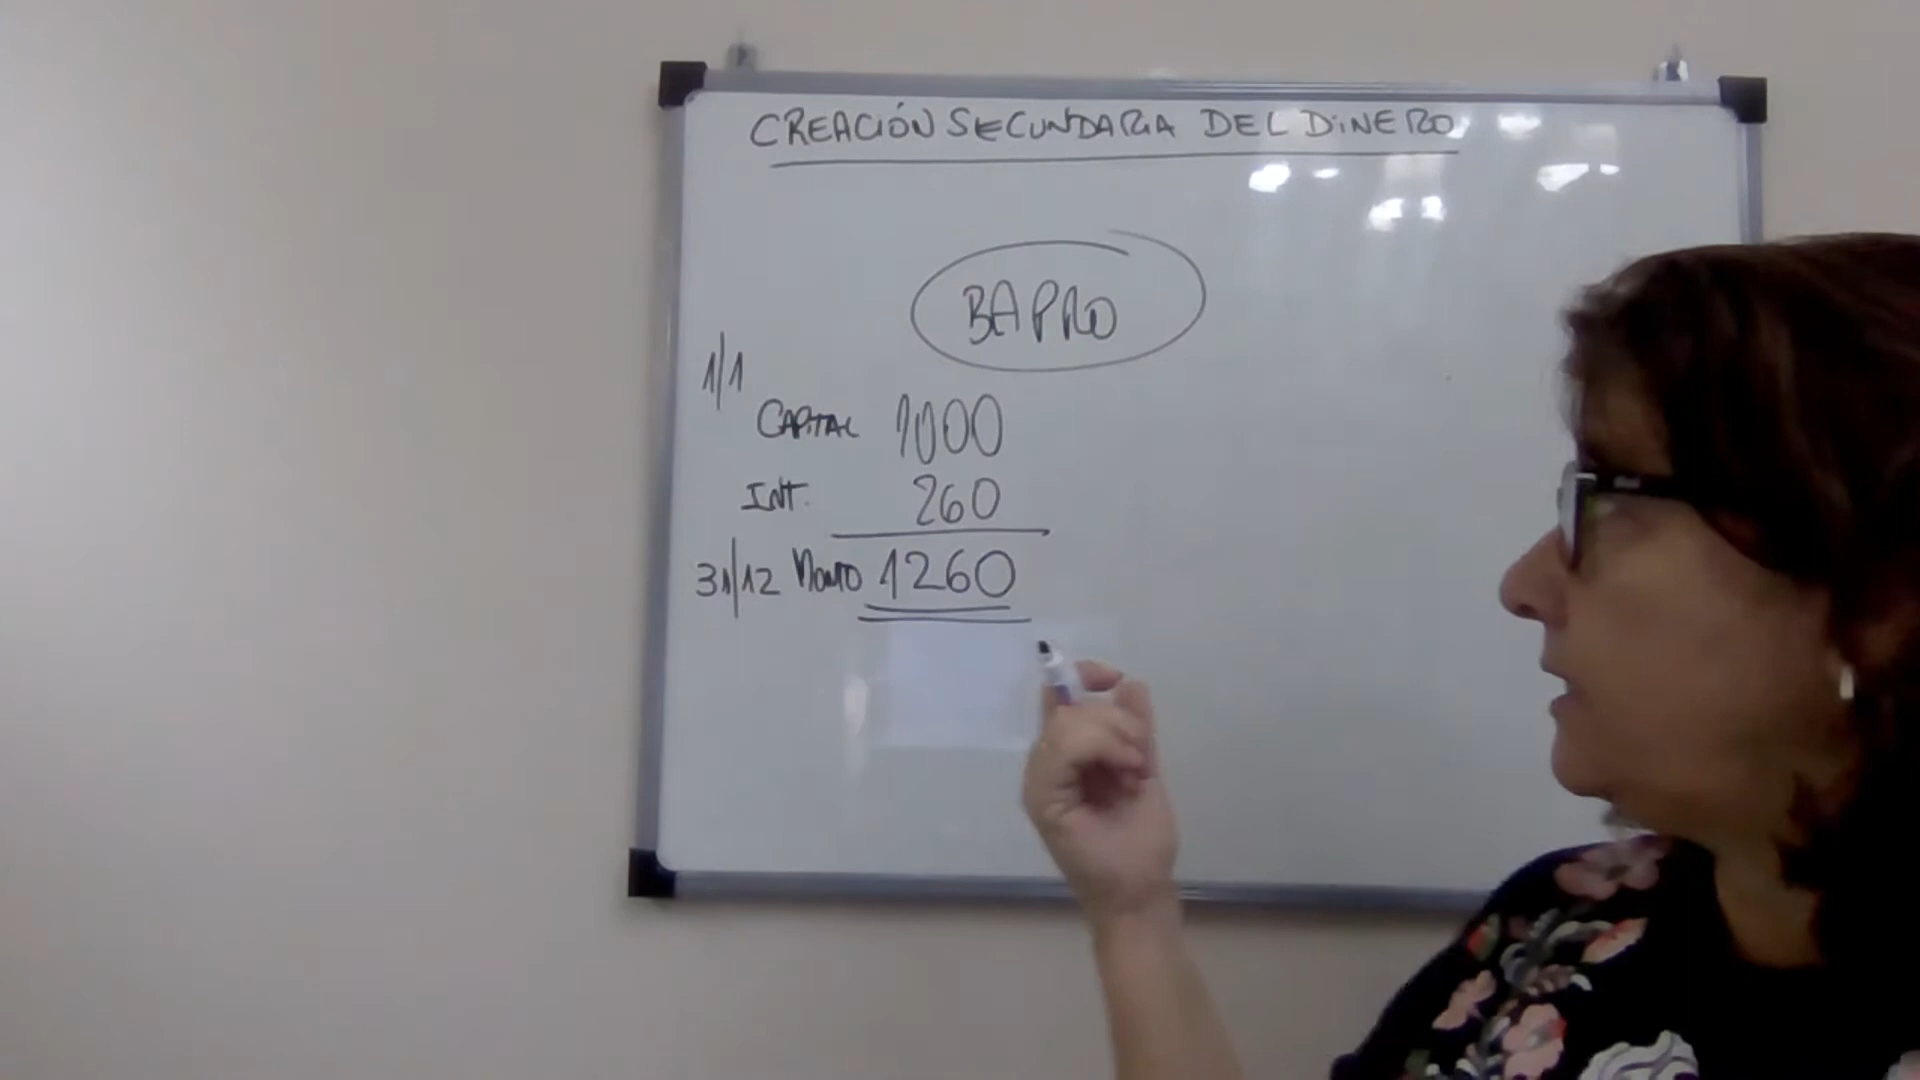 CREACIÓN SECUNDARIA DEL DINERO
BAPRO
1/1
CAPITAL 1000
INT. 260
31/12 MONTO 1260